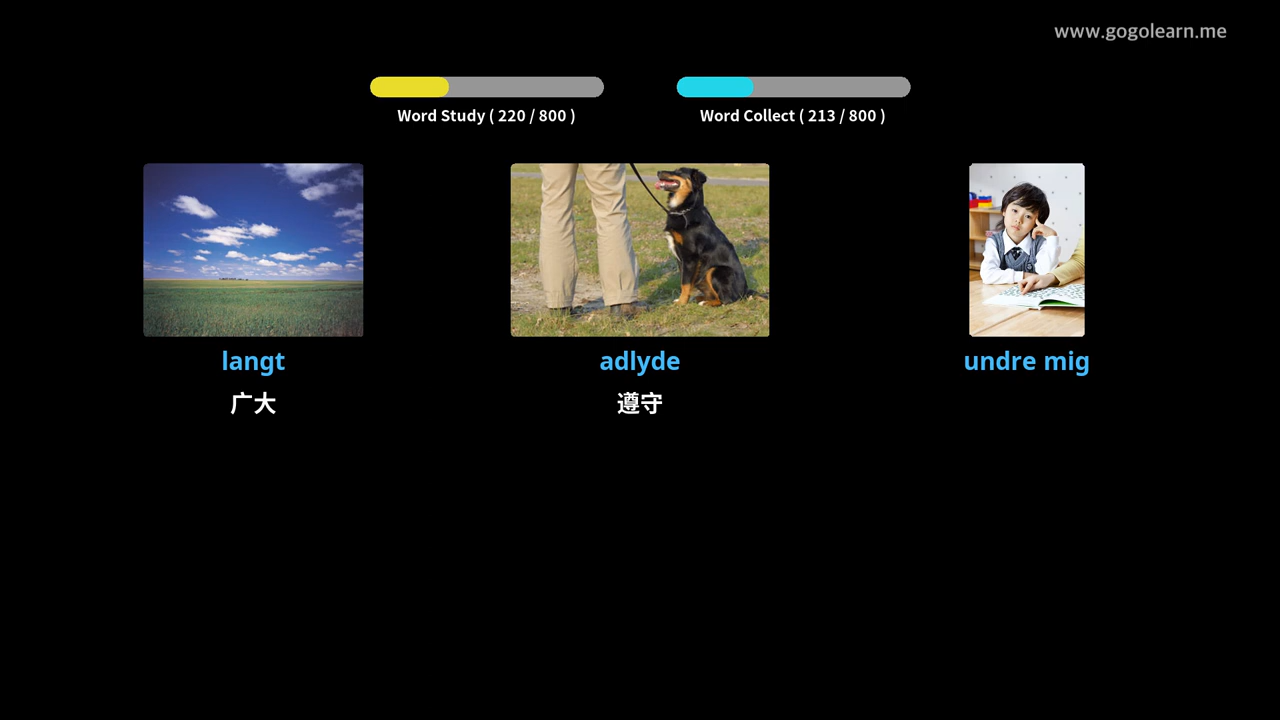 www.gogolearn.me
Word Study ( 220 / 800 )
Word Collect ( 213 / 800 )
langt
adlyde
undre mig
广大
遵守